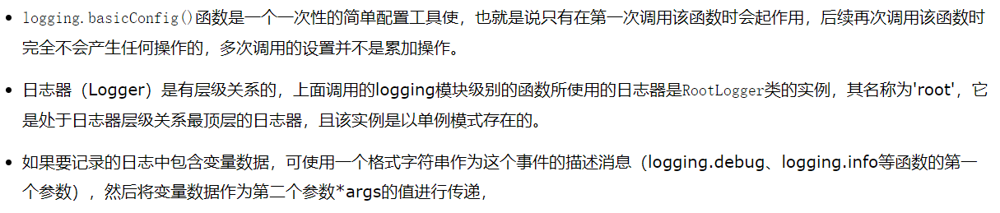 • logging.basicConfig()函数是一个一次性的简单配置工具使，也就是说只有在第一次调用该函数时会起作用，后续再次调用该函数时
完全不会产生任何操作的，多次调用的设置并不是累加操作。
• 日志器（Logger）是有层级关系的，上面调用的logging模块级别的函数所使用的日志器是RootLogger类的实例，其名称为'root'，它
是处于日志器层级关系最顶层的日志器，且该实例是以单例模式存在的。
• 如果要记录的日志中包含变量数据，可使用一个格式字符串作为这个事件的描述消息（logging.debug、logging.info等函数的第一
个参数），然后将变量数据作为第二个参数*args的值进行传递，